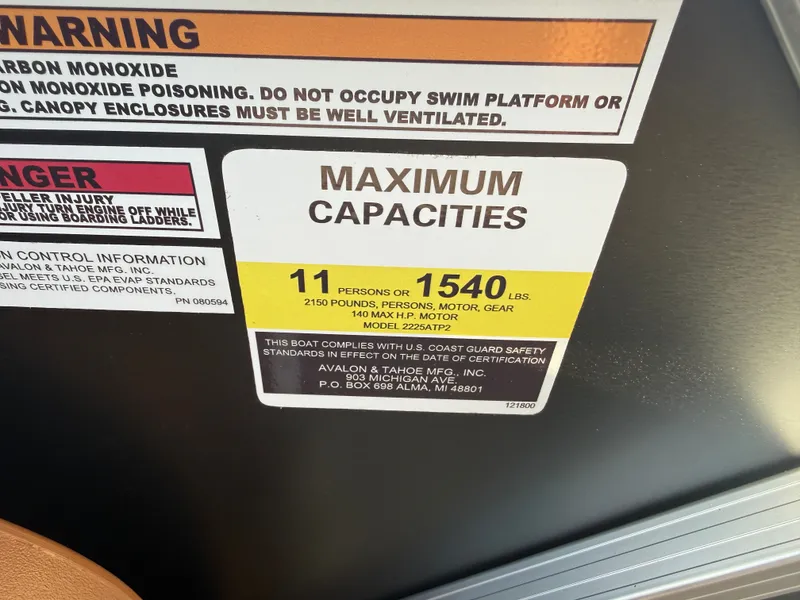 WARNING
ARBON MONOXIDE
ON MONOXIDE POISONING. DO NOT OCCUPY SWIM PLATFORM OR
G. CANOPY ENCLOSURES MUST BE WELL VENTILATED.
NGER
ELLER INJURY
JURY TURN ENGINE OFF WHILE
OR USING BOARDING LADDERS.
N CONTROL INFORMATION
AVALON & TAHOE MFG. INC.
SEL MEETS U.S. EPA EVAP STANDARDS
SING CERTIFIED COMPONENTS.
PN 080594
MAXIMUM
CAPACITIES
11 PERSONS OR 1540 LBS.
2150 POUNDS, PERSONS, MOTOR, GEAR
140 MAX H.P. MOTOR
MODEL 2225ATP2
THIS BOAT COMPLIES WITH U.S. COAST GUARD SAFETY
STANDARDS IN EFFECT ON THE DATE OF CERTIFICATION
AVALON & TAHOE MFG., INC.
903 MICHIGAN AVE.
P.O. BOX 698 ALMA, MI 48801
121800